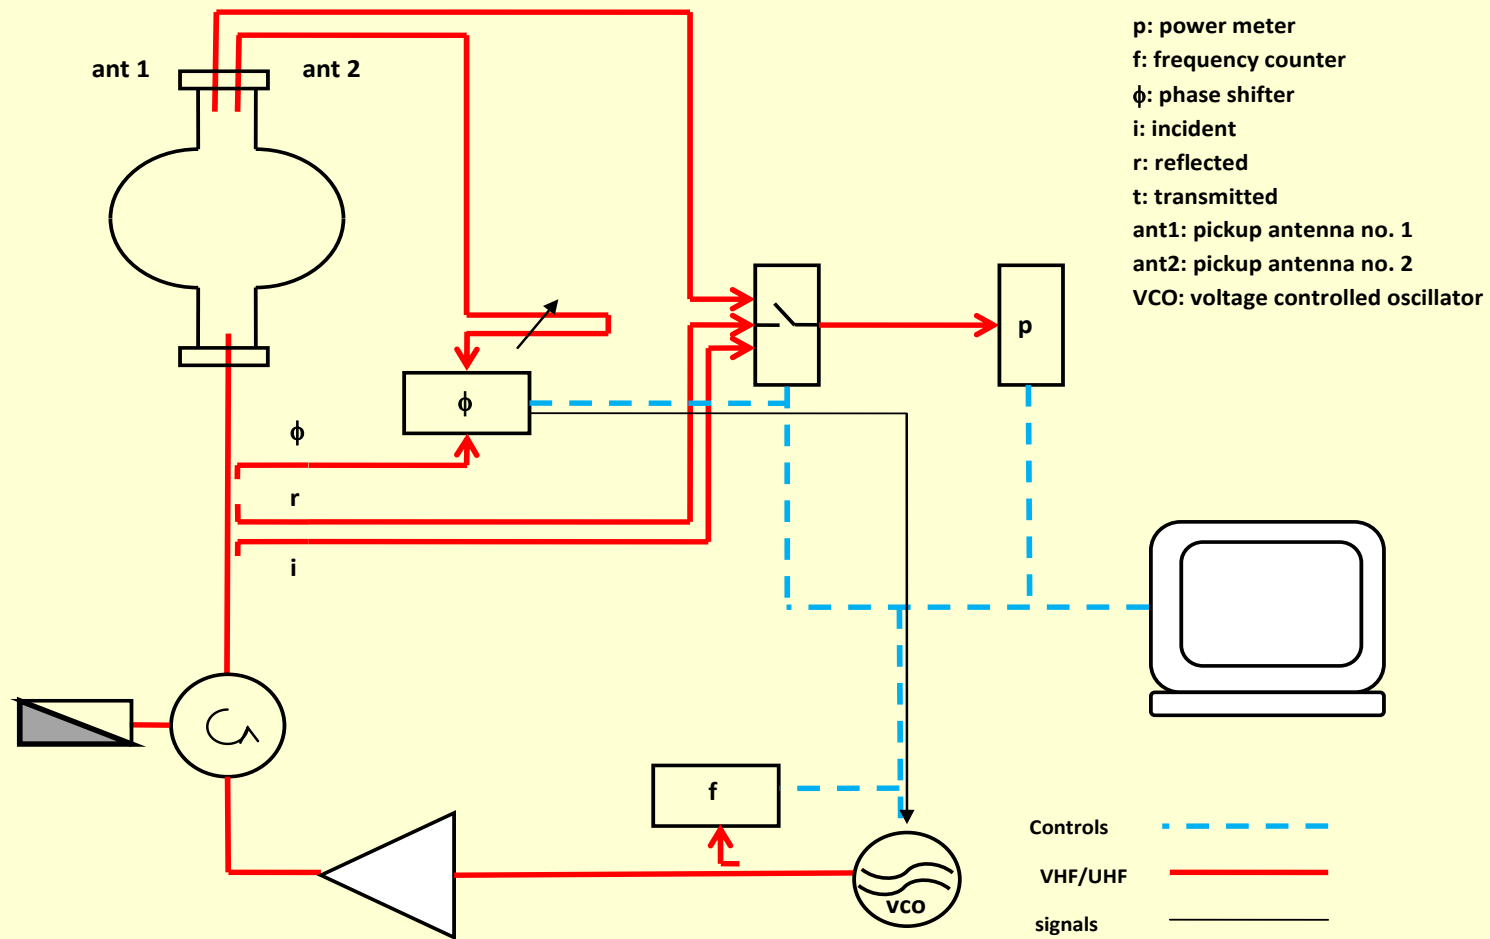 p: power meter
f: frequency counter
ϕ: phase shifter
i: incident
r: reflected
t: transmitted
ant1: pickup antenna no. 1
ant2: pickup antenna no. 2
VCO: voltage controlled oscillator
ant 1
ant 2
p
ϕ
ϕ
r
i
f
vco
Controls
VHF/UHF
signals